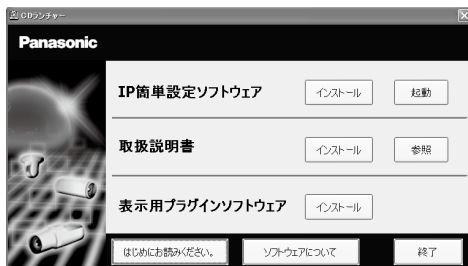 CDランチャー
Panasonic
IP簡単設定ソフトウェア インストール 起動
取扱説明書 インストール 参照
表示用プラグインソフトウェア インストール
はじめにお読みください。 ソフトウェアについて 終了